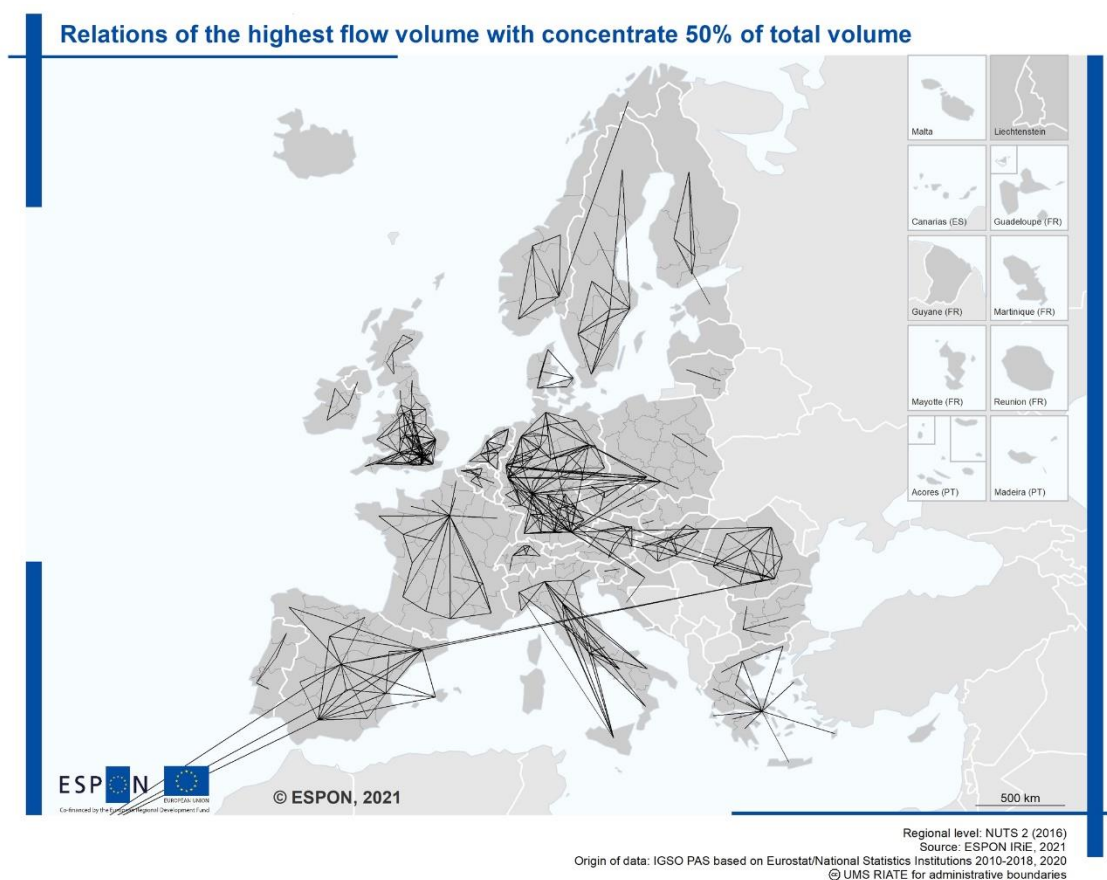 Relations of the highest flow volume with concentrate 50% of total volume
Malta
Liechtenstein
Canarias (ES)
Guadeloupe (FR)
Guyane (FR)
Martinique (FR)
Mayotte (FR)
Reunion (FR)
Acores (PT)
Madeira (PT)
ESPON
EUROPEAN UNION
Co-financed by the European Regional Development Fund
© ESPON, 2021
500 km
Regional level: NUTS 2 (2016)
Source: ESPON IRiE, 2021
Origin of data: IGSO PAS based on Eurostat/National Statistics Institutions 2010-2018, 2020
🄯 UMS RIATE for administrative boundaries